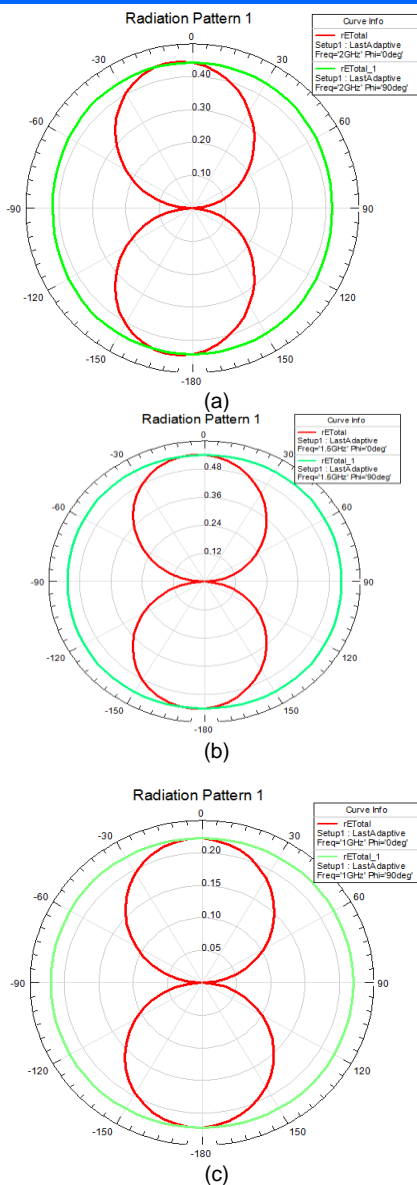 Radiation Pattern 1
Curve Info
rETotal
Setup1 : LastAdaptive
Freq='2GHz' Phi='0deg'
rETotal_1
Setup1 : LastAdaptive
Freq='2GHz' Phi='90deg'
0
-30
30
0.40
-60
60
0.30
0.20
0.10
-90
90
-120
120
-150
150
-180
(a)
Radiation Pattern 1
Curve Info
rETotal
Setup1 : LastAdaptive
Freq='1.6GHz' Phi='0deg'
rETotal_1
Setup1 : LastAdaptive
Freq='1.6GHz' Phi='90deg'
0
-30
30
0.48
-60
60
0.36
0.24
0.12
-90
90
-120
120
-150
150
-180
(b)
Radiation Pattern 1
Curve Info
rETotal
Setup1 : LastAdaptive
Freq='1GHz' Phi='0deg'
rETotal_1
Setup1 : LastAdaptive
Freq='1GHz' Phi='90deg'
0
-30
30
0.20
-60
60
0.15
0.10
0.05
-90
90
-120
120
-150
150
-180
(c)